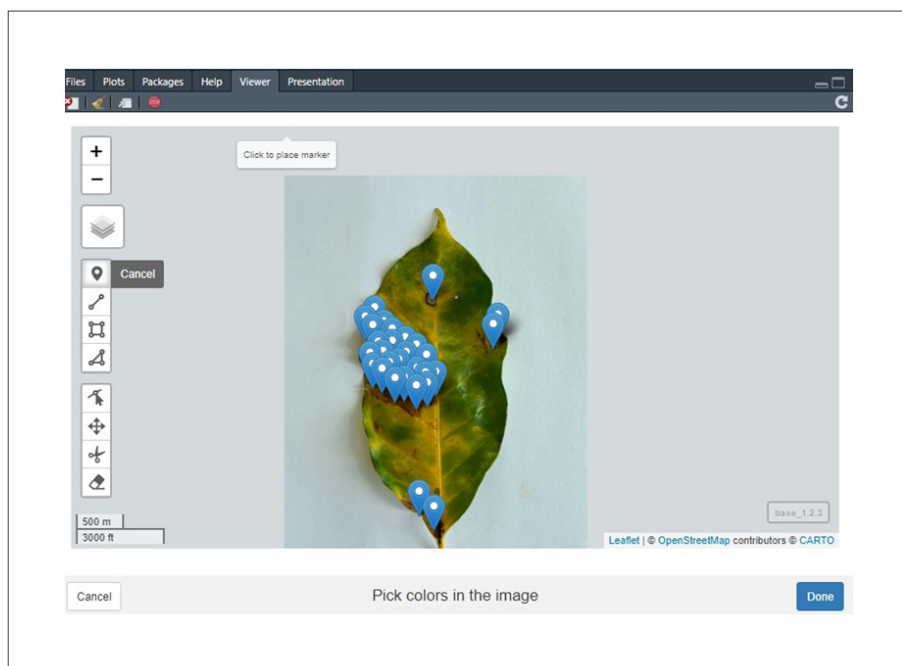 Files Plots Packages Help Viewer Presentation
+
Click to place marker
−
Cancel
500 m
3000 ft
base_1.2.3
Leaflet | © OpenStreetMap contributors © CARTO
Cancel Pick colors in the image Done